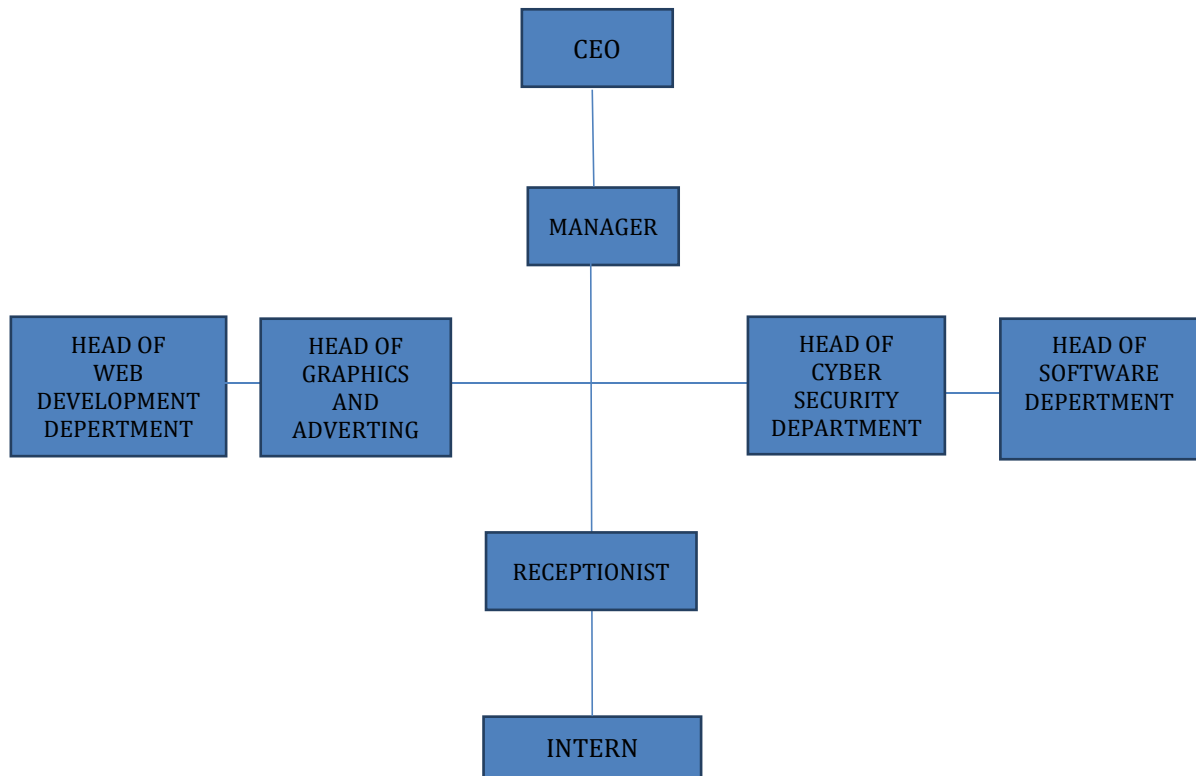 CEO
MANAGER
HEAD OF
WEB
DEVELOPMENT
DEPERTMENT
HEAD OF
GRAPHICS
AND
ADVERTING
HEAD OF
CYBER
SECURITY
DEPARTMENT
HEAD OF
SOFTWARE
DEPERTMENT
RECEPTIONIST
INTERN